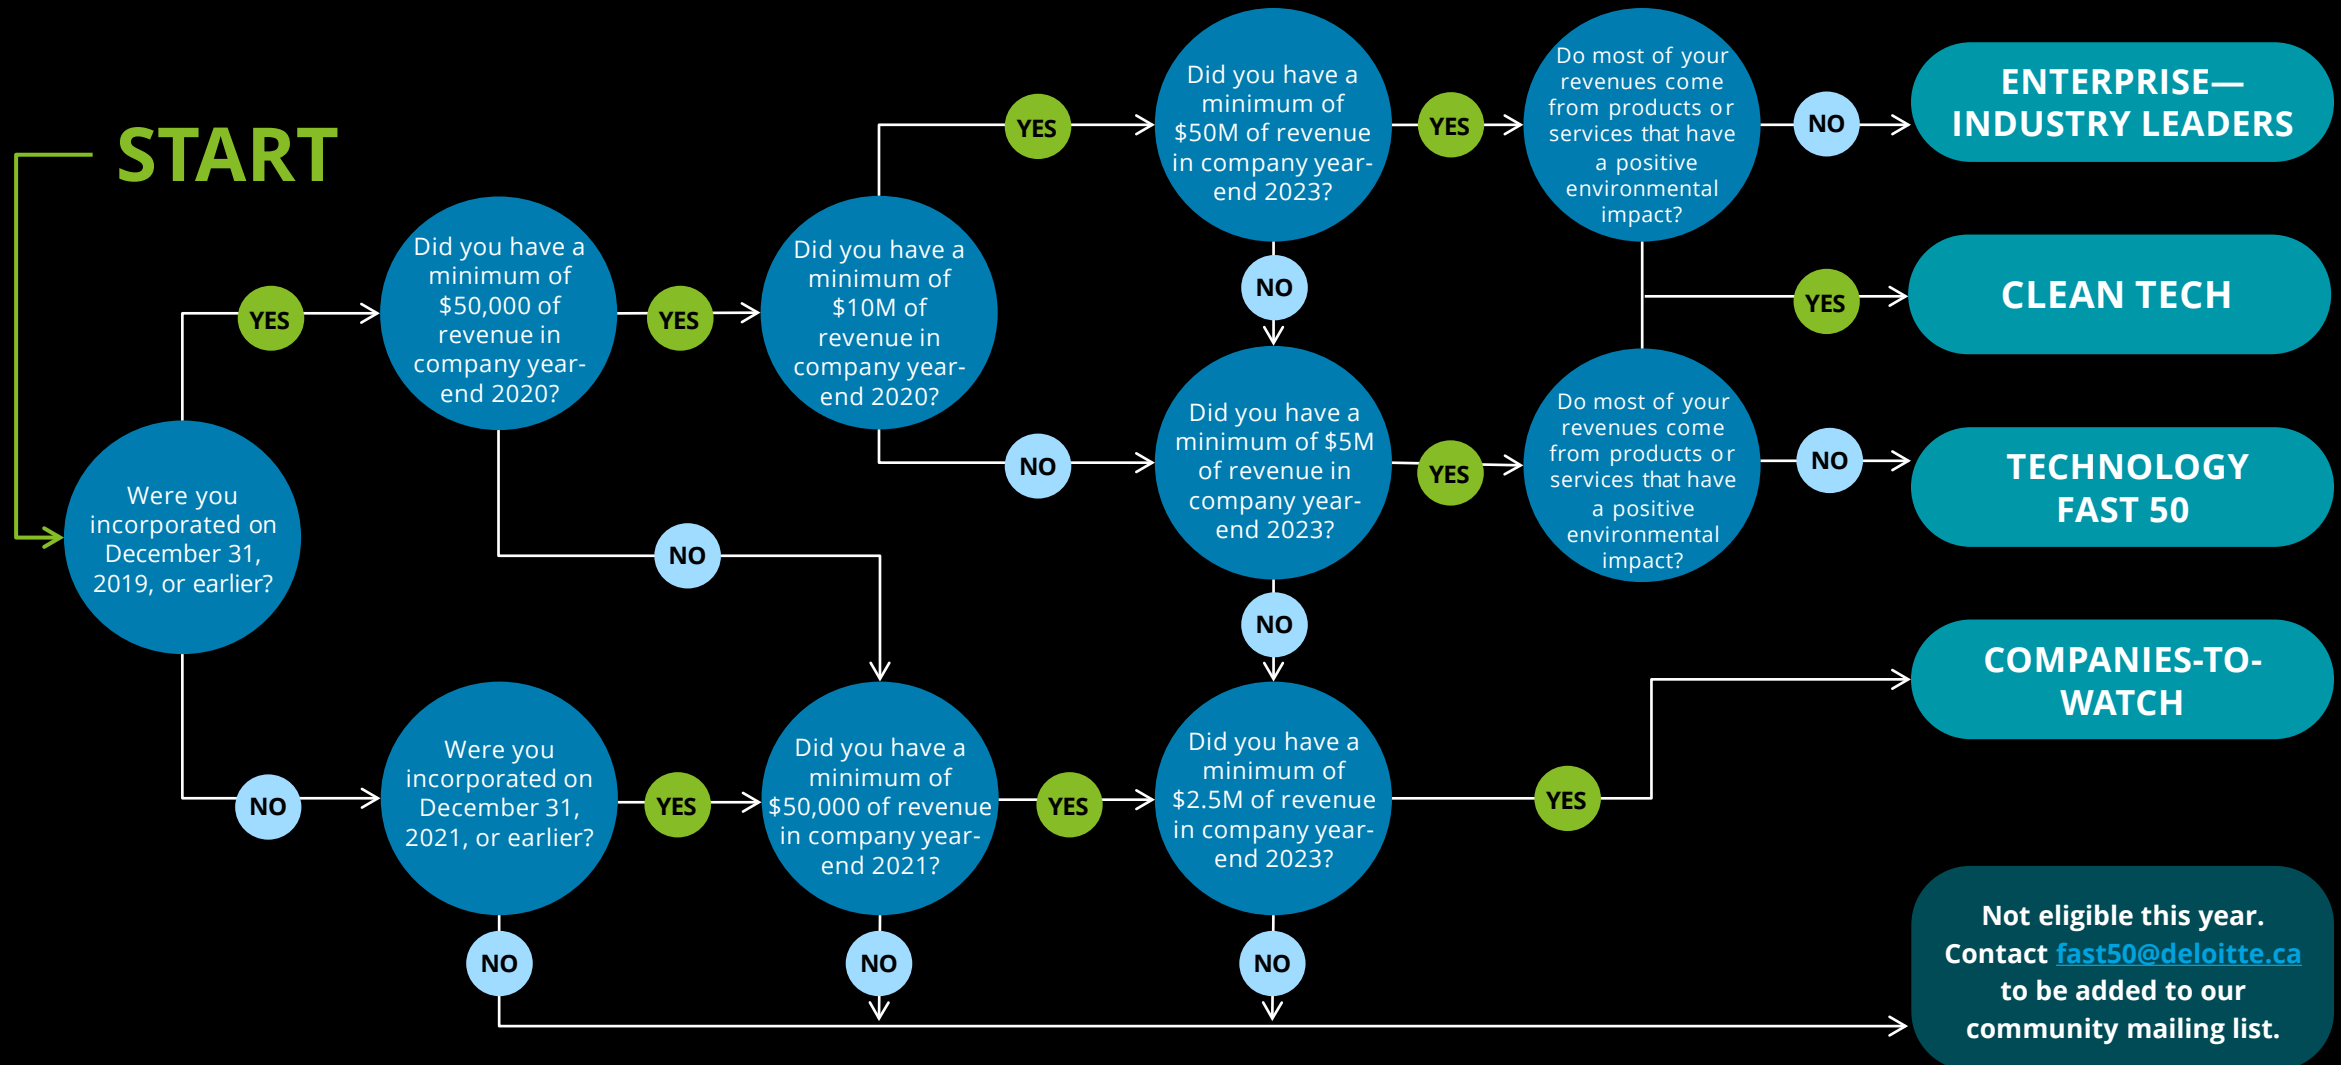 START
Were you
incorporated on
December 31,
2019, or earlier?
YES
Did you have a
minimum of
$50,000 of
revenue in
company year-
end 2020?
YES
Did you have a
minimum of
$10M of
revenue in
company year-
end 2020?
YES
Did you have a
minimum of
$50M of revenue
in company year-
end 2023?
YES
Do most of your
revenues come
from products or
services that have
a positive
environmental
impact?
NO
ENTERPRISE—
INDUSTRY LEADERS
YES
CLEAN TECH
NO
NO
Did you have a
minimum of $5M
of revenue in
company year-
end 2023?
YES
Do most of your
revenues come
from products or
services that have
a positive
environmental
impact?
NO
TECHNOLOGY
FAST 50
NO
NO
NO
Were you
incorporated on
December 31,
2021, or earlier?
YES
Did you have a
minimum of
$50,000 of revenue
in company year-
end 2021?
YES
Did you have a
minimum of
$2.5M of revenue
in company year-
end 2023?
YES
COMPANIES-TO-
WATCH
NO
NO
NO
Not eligible this year.
Contact fast50@deloitte.ca
to be added to our
community mailing list.